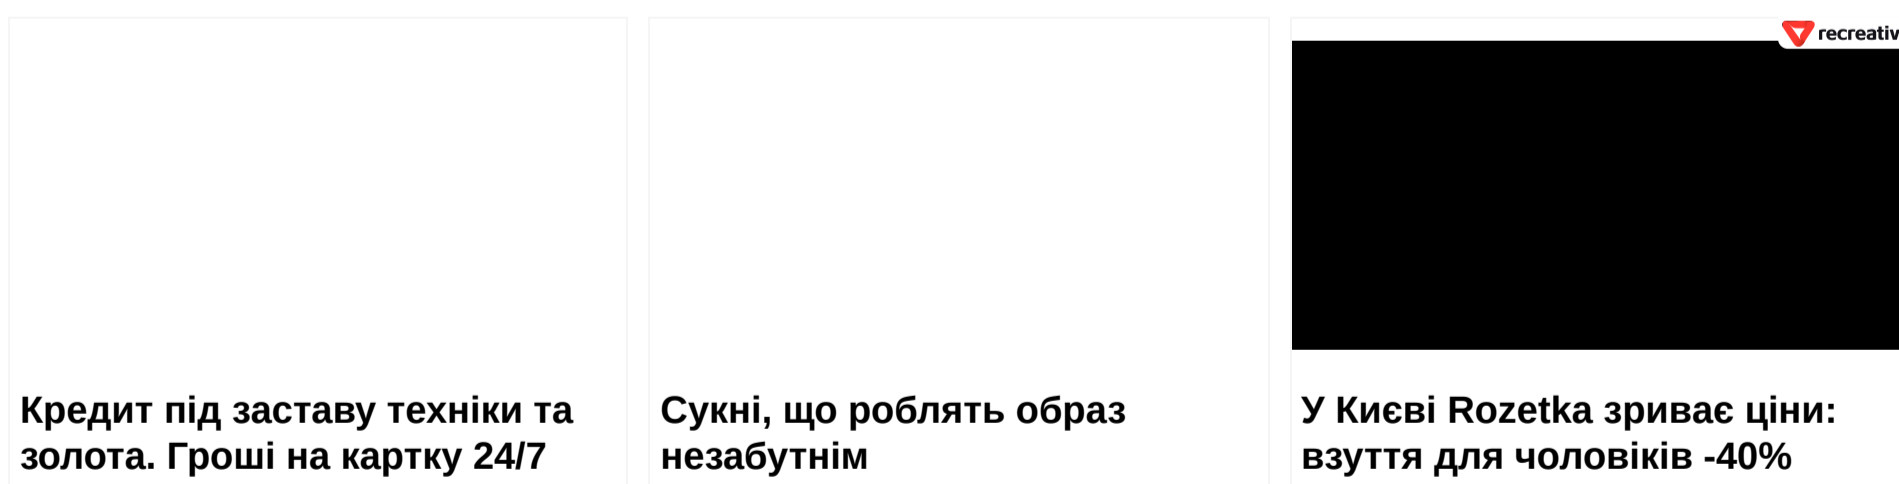 recreativ
Кредит під заставу техніки та
золота. Гроші на картку 24/7
Сукні, що роблять образ
незабутнім
У Києві Rozetka зриває ціни:
взуття для чоловіків -40%